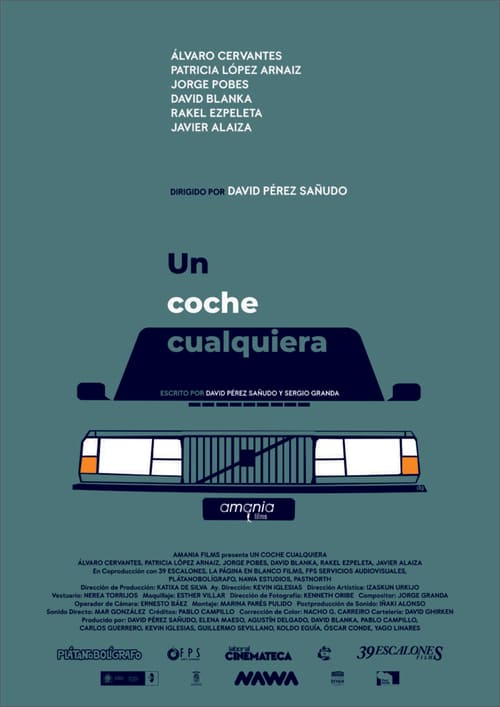 ÁLVARO CERVANTES
PATRICIA LÓPEZ ARNAIZ
JORGE POBES
DAVID BLANKA
RAKEL EZPELETA
JAVIER ALAIZA
DIRIGIDO POR DAVID PÉREZ SAÑUDO
Un
coche
cualquiera
ESCRITO POR DAVID PÉREZ SAÑUDO Y SERGIO GRANDA
amania
films
AMANIA FILMS presenta UN COCHE CUALQUIERA
ÁLVARO CERVANTES, PATRICIA LÓPEZ ARNAIZ, JORGE POBES, DAVID BLANKA, RAKEL EZPELETA, JAVIER ALAIZA
En Coproducción con 39 ESCALONES, LA PÁGINA EN BLANCO FILMS, FPS SERVICIOS AUDIOVISUALES,
PLÁTANOBOLÍGRAFO, NAWA ESTUDIOS, PASTNORTH
Dirección de Producción: KATIXA DE SILVA Ay. Dirección: KEVIN IGLESIAS Dirección Artística: IZASKUN URKIJO
Vestuario: NEREA TORRIJOS Maquillaje: ESTHER VILLAR Dirección de Fotografía: KENNETH ORIBE Compositor: JORGE GRANDA
Operador de Cámara: ERNESTO BÁEZ Montaje: MARINA PARÉS PULIDO Postproducción de Sonido: IÑAKI ALONSO
Sonido Directo: MAR GONZÁLEZ Créditos: PABLO CAMPILLO Corrección de Color: NACHO G. CARREIRO Cartelería: DAVID GHIRKEN
Producido por: DAVID PÉREZ SAÑUDO, ELENA MAESO, AGUSTÍN DELGADO, DAVID BLANKA, PABLO CAMPILLO,
CARLOS GUERRERO, KEVIN IGLESIAS, GUILLERMO SEVILLANO, KOLDO EGUÍA, ÓSCAR CONDE, YAGO LINARES
PLÁTANOBOLÍGRAFO
FPS
laboral
CINEMATECA
39 ESCALONES
FILMS
NAWA